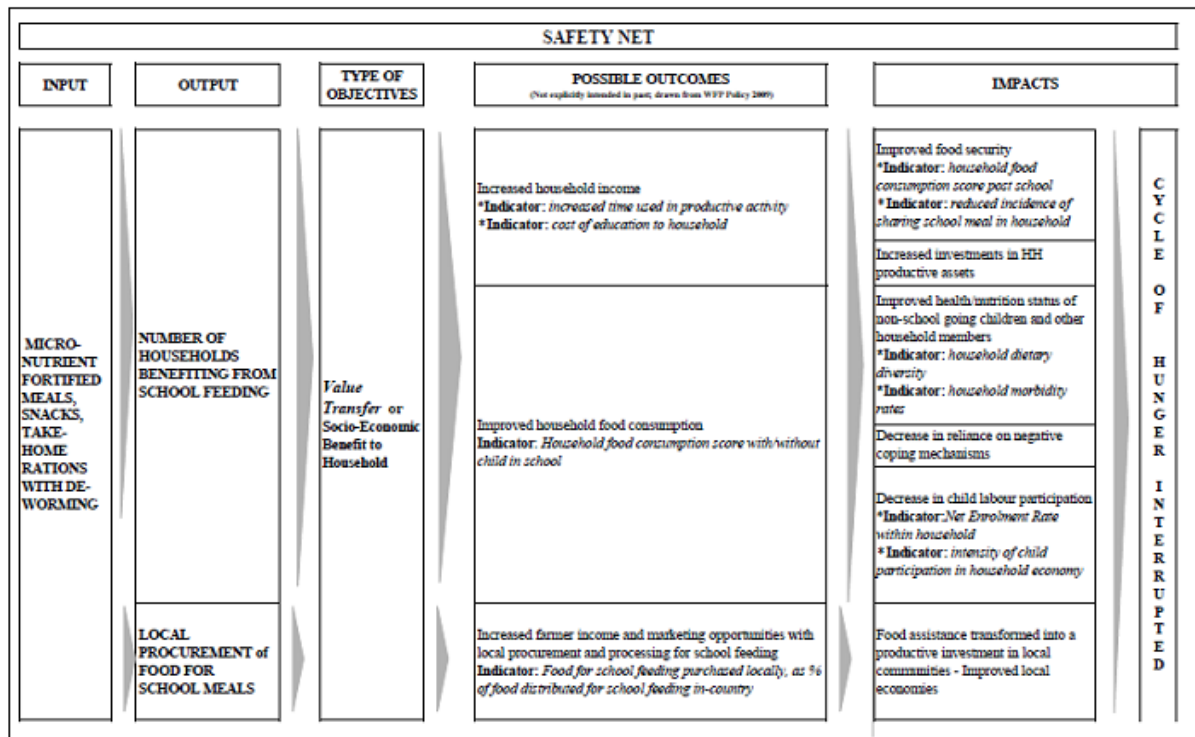 SAFETY NET
INPUT
OUTPUT
TYPE OF
OBJECTIVES
POSSIBLE OUTCOMES
(Not explicitly intended in past; drawn from WFP Policy 2009)
IMPACTS
MICRO-
NUTRIENT
FORTIFIED
MEALS,
SNACKS,
TAKE-
HOME
RATIONS
WITH DE-
WORMING
NUMBER OF
HOUSEHOLDS
BENEFITING FROM
SCHOOL FEEDING
LOCAL
PROCUREMENT of
FOOD FOR
SCHOOL MEALS
Value
Transfer or
Socio-Economic
Benefit to
Household
Increased household income
*Indicator: increased time used in productive activity
*Indicator: cost of education to household
Improved household food consumption
Indicator: Household food consumption score with/without
child in school
Increased farmer income and marketing opportunities with
local procurement and processing for school feeding
Indicator: Food for school feeding purchased locally, as %
of food distributed for school feeding in-country
Improved food security
*Indicator: household food
consumption score post school
*Indicator: reduced incidence of
sharing school meal in household
Increased investments in HH
productive assets
Improved health/nutrition status of
non-school going children and other
household members
*Indicator: household dietary
diversity
*Indicator: household morbidity
rates
Decrease in reliance on negative
coping mechanisms
Decrease in child labour participation
*Indicator:Net Enrolment Rate
within household
*Indicator: intensity of child
participation in household economy
Food assistance transformed into a
productive investment in local
communities - Improved local
economies
CYCLE OF HUNGER INTERRUPTED